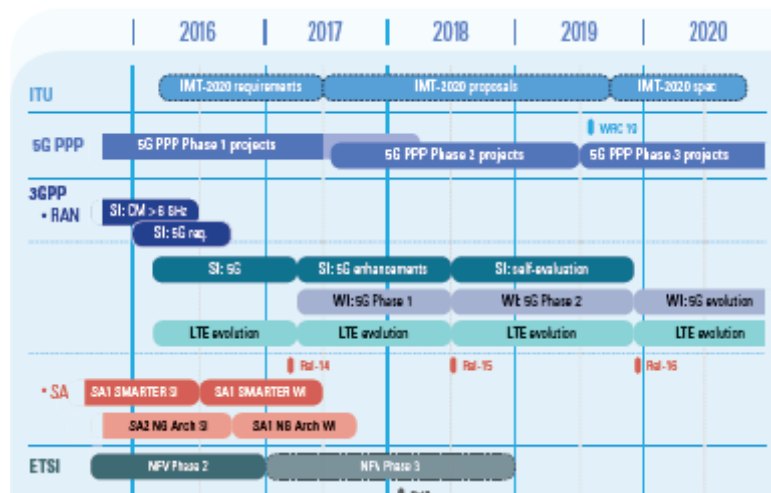 2016 2017 2018 2019 2020
ITU
IMT-2020 requirements IMT-2020 proposals IMT-2020 spec
WRC 19
5G PPP
5G PPP Phase 1 projects
5G PPP Phase 2 projects 5G PPP Phase 3 projects
3GPP
• RAN
SI: CM > 6 GHz
SI: 5G req.
SI: 5G SI: 5G enhancements SI: self-evaluation
WI: 5G Phase 1 WI: 5G Phase 2 WI: 5G evolution
LTE evolution LTE evolution LTE evolution LTE evolution
Rel-14 Rel-15 Rel-16
• SA
SA1 SMARTER SI SA1 SMARTER WI
SA2 NG Arch SI SA1 NG Arch WI
ETSI
NFV Phase 2 NFV Phase 3